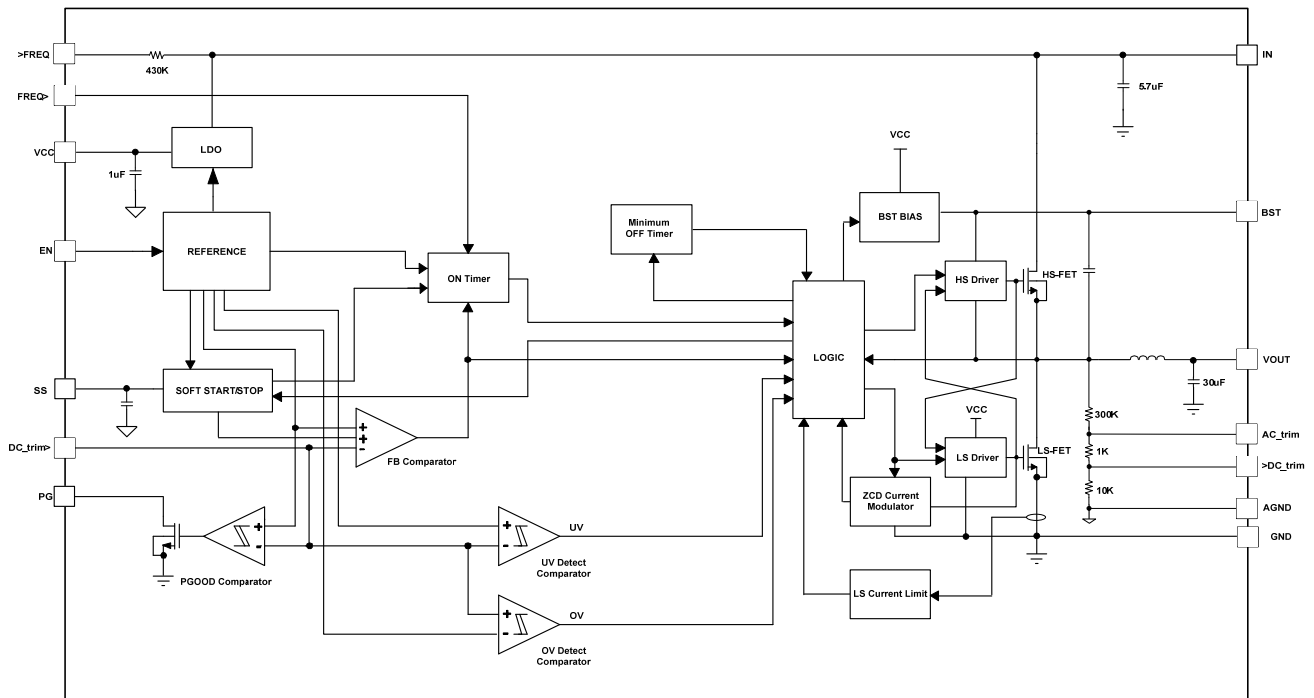 >FREQ
430K
IN
5.7uF
FREQ>
VCC
LDO
VCC
1uF
BST BIAS
BST
Minimum
OFF Timer
EN
REFERENCE
ON Timer
HS Driver
HS-FET
LOGIC
VOUT
30uF
SS
SOFT START/STOP
VCC
300K
AC_trim
+
+
-
DC_trim>
FB Comparator
LS Driver
LS-FET
1K
>DC_trim
PG
ZCD Current
Modulator
10K
AGND
+
-
+
-
UV
GND
PGOOD Comparator
UV Detect
Comparator
LS Current Limit
+
-
OV
OV Detect
Comparator